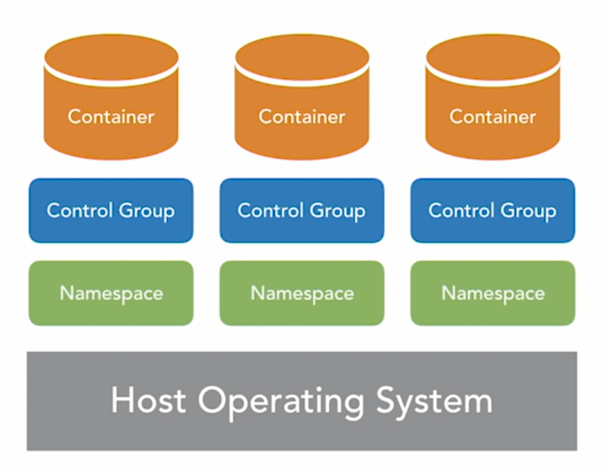 Container
Container
Container
Control Group
Control Group
Control Group
Namespace
Namespace
Namespace
Host Operating System